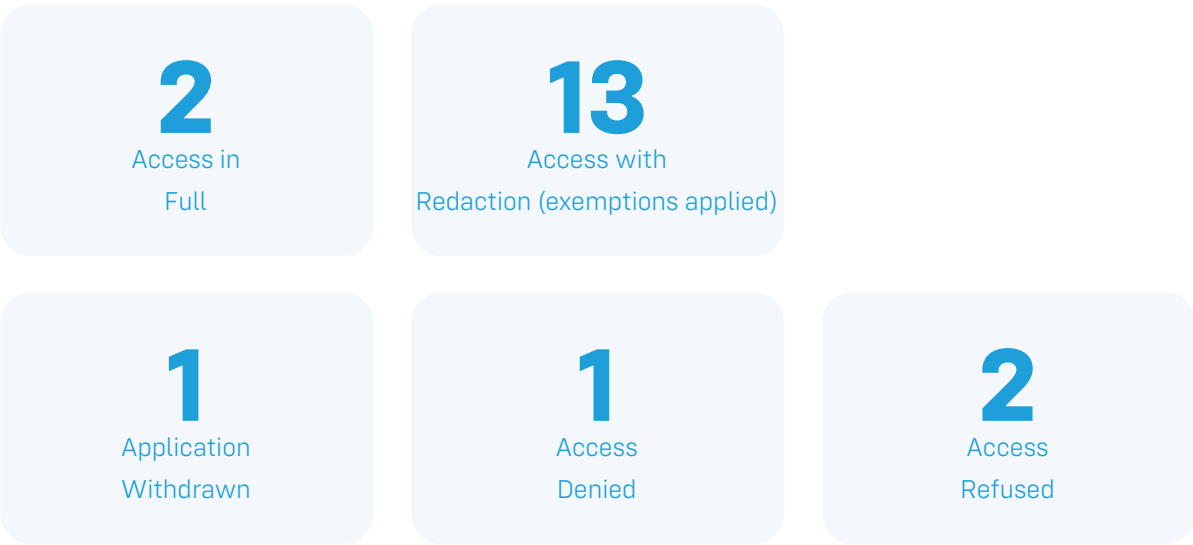 2
Access in
Full
13
Access with
Redaction (exemptions applied)
1
Application
Withdrawn
1
Access
Denied
2
Access
Refused